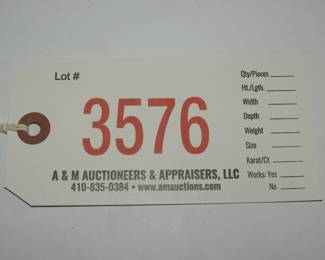 Lot #
3576
A & M AUCTIONEERS & APPRAISERS, LLC
410-835-0384 • www.amauctions.com
Qty/Pieces
Ht./Lgth.
Width
Depth
Weight
Size
Karat/Ct.
Works: Yes
No